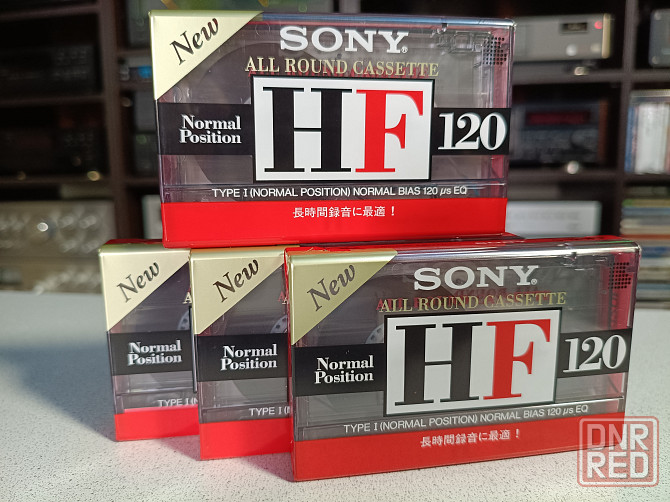 New
SONY®
ALL ROUND CASSETTE
Normal
Position
HF
120
TYPE I (NORMAL POSITION) NORMAL BIAS 120 µs EQ
長時間録音に最適！
New
Normal
Position
TYPE I (N
New
Normal
Position
TYPE I (N
New
SONY®
ALL ROUND CASSETTE
Normal
Position
HF
120
TYPE I (NORMAL POSITION) NORMAL BIAS 120 µs EQ
長時間録音に最適！
DNR
RED